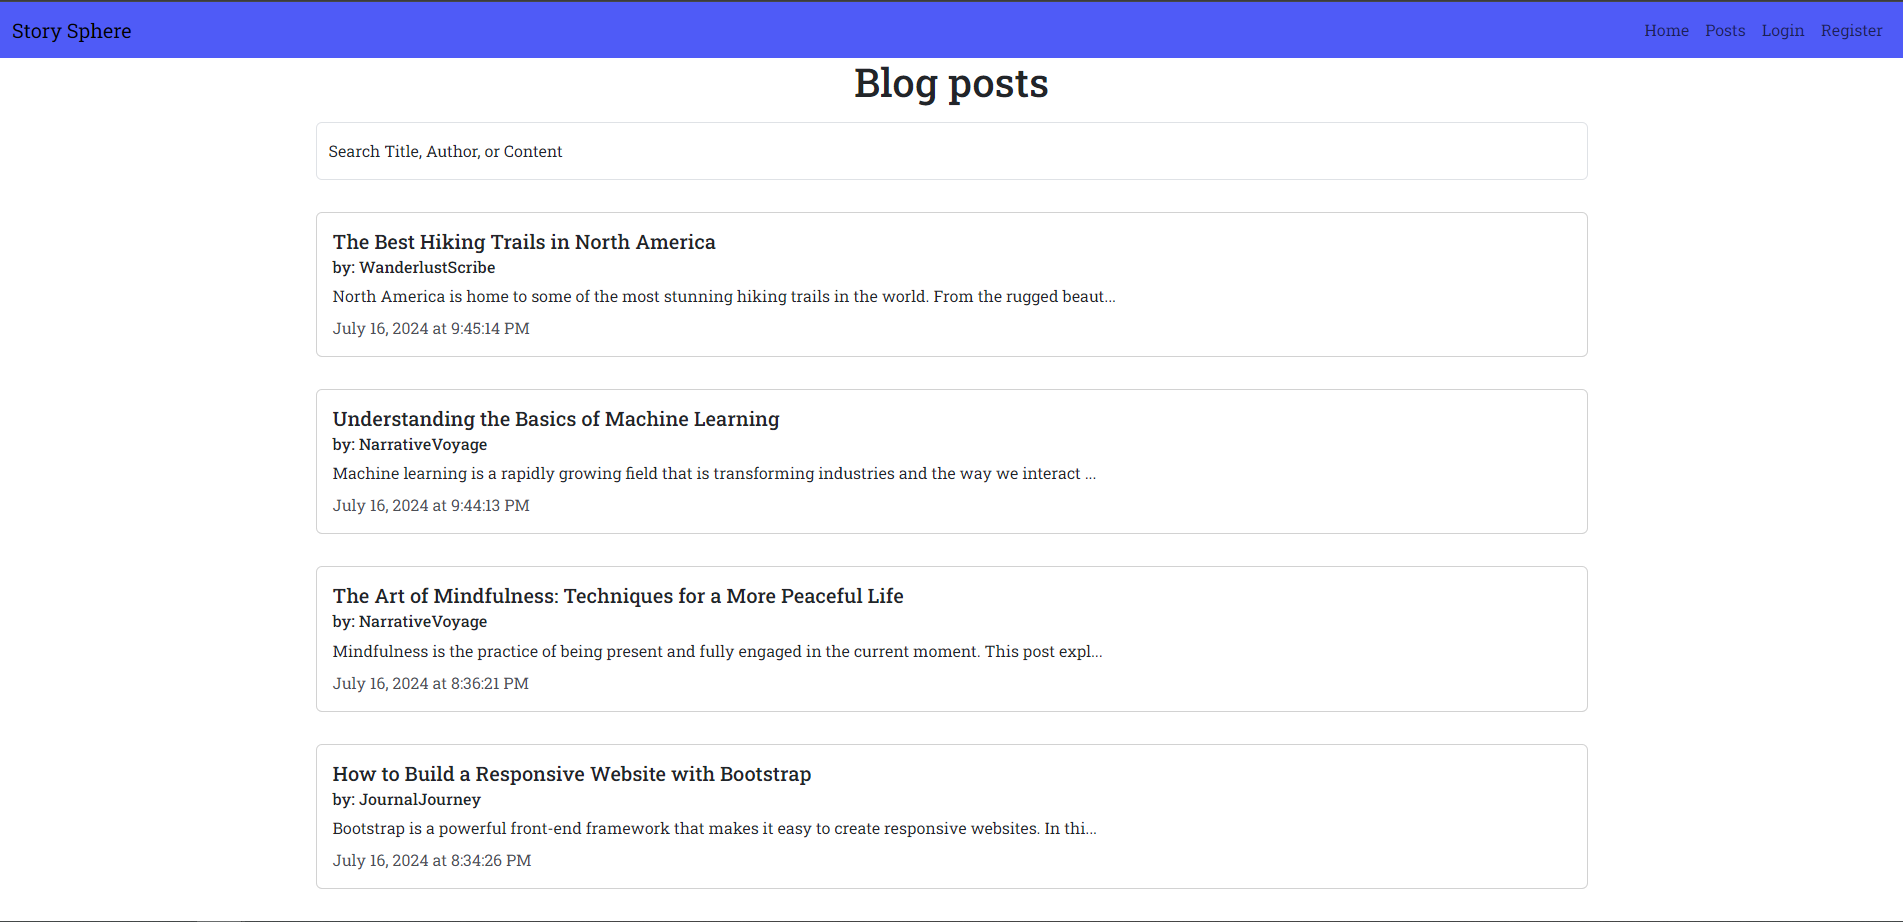 Story Sphere
Home Posts Login Register
Blog posts
Search Title, Author, or Content
The Best Hiking Trails in North America
by: WanderlustScribe
North America is home to some of the most stunning hiking trails in the world. From the rugged beaut...
July 16, 2024 at 9:45:14 PM
Understanding the Basics of Machine Learning
by: NarrativeVoyage
Machine learning is a rapidly growing field that is transforming industries and the way we interact ...
July 16, 2024 at 9:44:13 PM
The Art of Mindfulness: Techniques for a More Peaceful Life
by: NarrativeVoyage
Mindfulness is the practice of being present and fully engaged in the current moment. This post expl...
July 16, 2024 at 8:36:21 PM
How to Build a Responsive Website with Bootstrap
by: JournalJourney
Bootstrap is a powerful front-end framework that makes it easy to create responsive websites. In thi...
July 16, 2024 at 8:34:26 PM